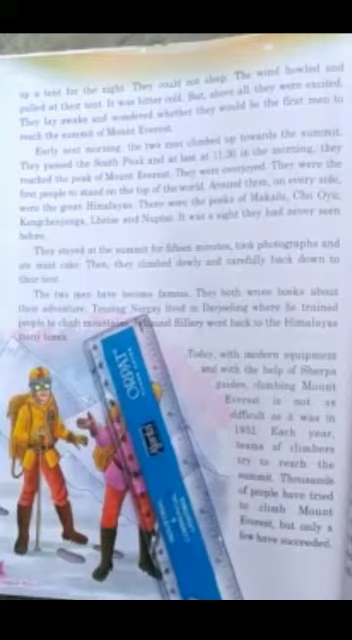 up a tent for the night. They could not sleep. The wind howled and
pulled at their tent. It was bitter cold. But, above all, they were excited.
They lay awake and wondered whether they would be the first men to
reach the summit of Mount Everest.
Early next morning, the two men climbed up towards the summit.
They passed the South Peak and at last at 11:30 in the morning, they
reached the peak of Mount Everest. They were overjoyed. They were the
first people to stand on the top of the world. Around them, on every side,
were the great Himalayas. There were the peaks of Makalu, Cho Oyu,
Kangchenjunga, Lhotse and Nuptse. It was a sight they had never seen
before.
They stayed at the summit for fifteen minutes, took photographs and
ate mint cake. Then, they climbed slowly and carefully back down to
their tent.
The two men have become famous. They both wrote books about
their adventure. Tenzing Norgay lived in Darjeeling where he trained
people to climb mountains. Edmund Hillary went back to the Himalayas
many times.
Today, with modern equipment
and with the help of Sherpa
guides, climbing Mount
Everest is not as
difficult as it was in
1952. Each year,
teams of climbers
try to reach the
summit. Thousands
of people have tried
to climb Mount
Everest, but only a
few have succeeded.
ORPAT